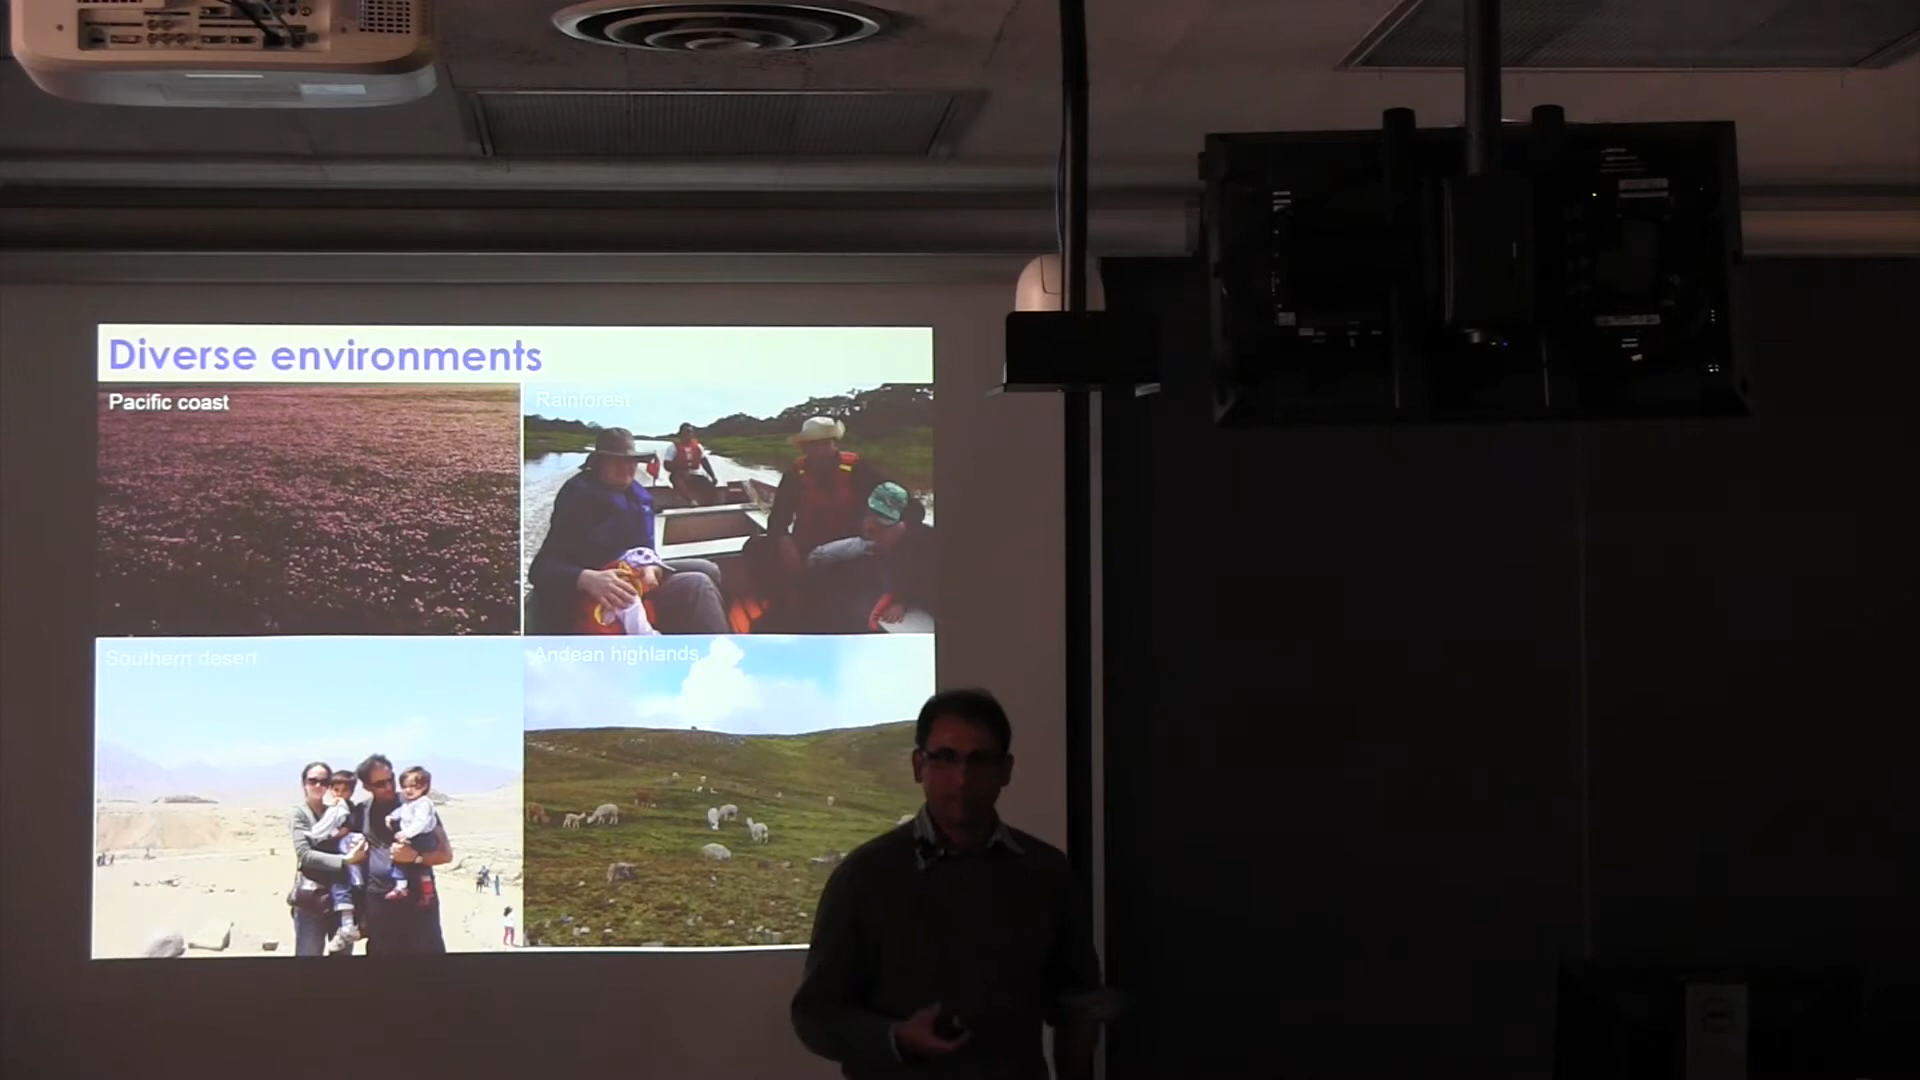 Diverse environments
Pacific coast
Rainforest
Southern desert
Andean highlands